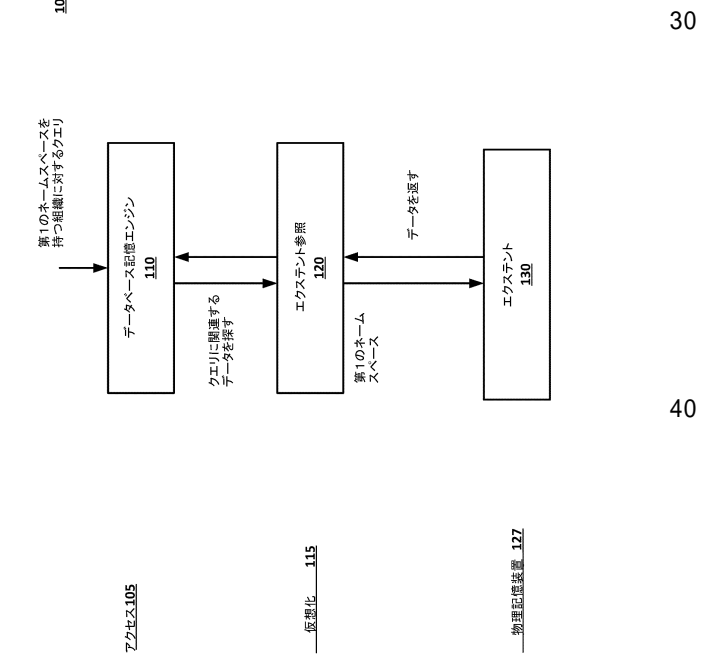 10
30
第1のネームスペースを
持つ組織に対するクエリ
データベース記憶エンジン
110
クエリに関連する
データを探す
エクステント参照
120
第1のネーム
スペース
データを返す
エクステント
130
40
アクセス105
仮想化 115
物理記憶装置 127